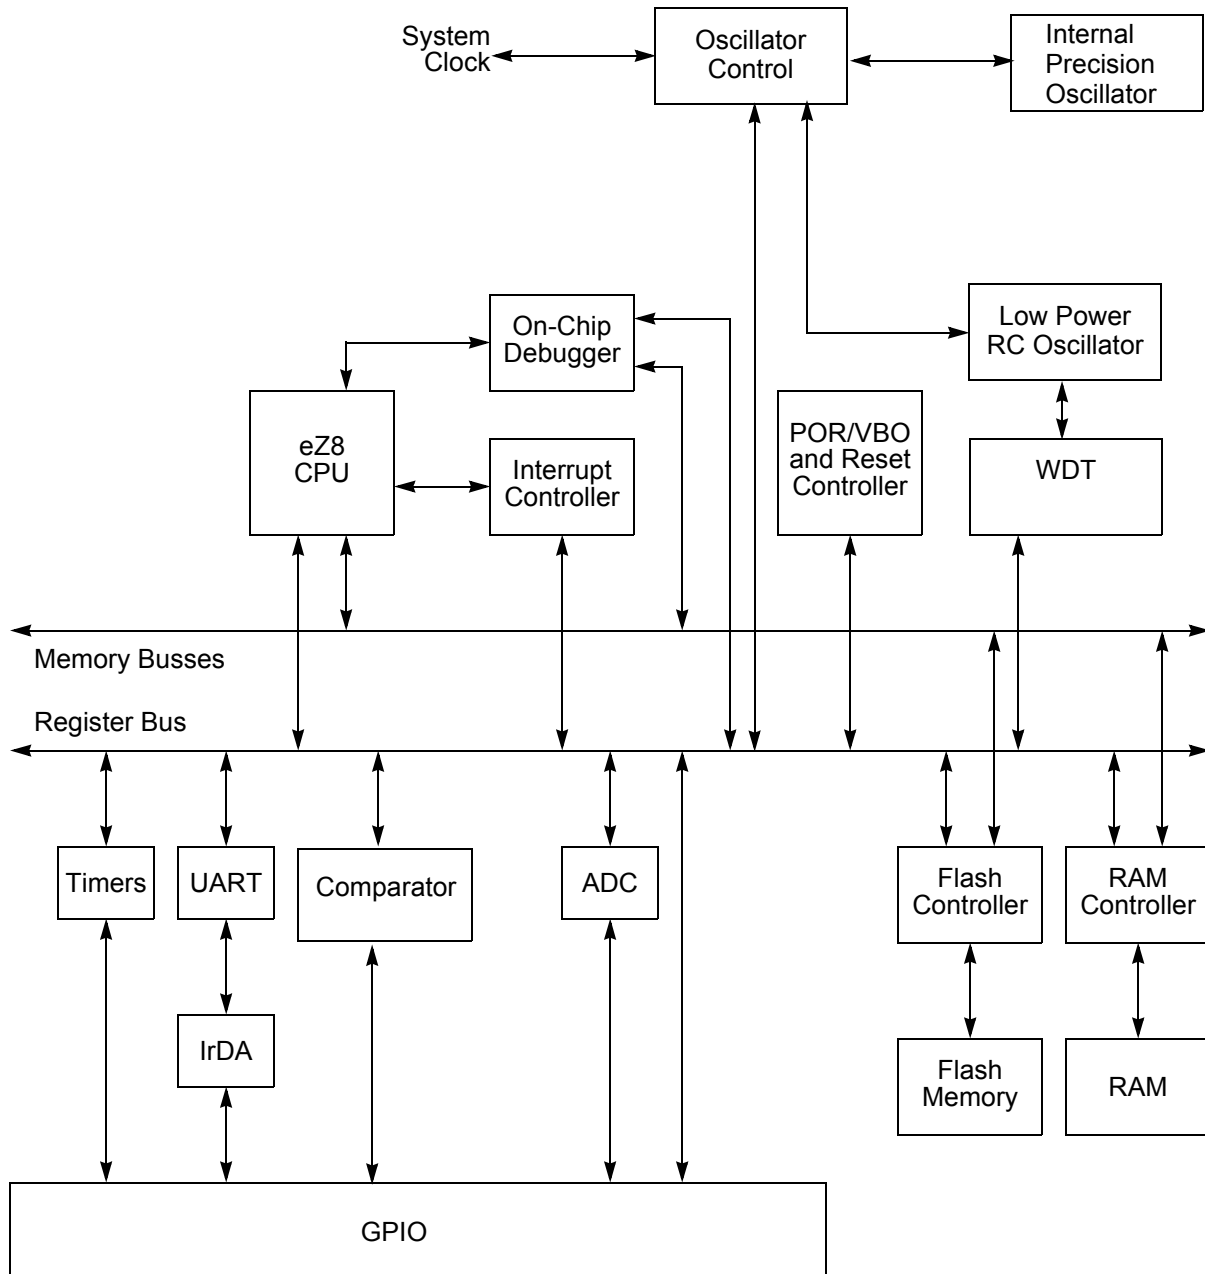 System
Clock
Oscillator
Control
Internal
Precision
Oscillator
On-Chip
Debugger
Low Power
RC Oscillator
eZ8
CPU
Interrupt
Controller
POR/VBO
and Reset
Controller
WDT
Memory Busses
Register Bus
Timers
UART
Comparator
ADC
Flash
Controller
RAM
Controller
IrDA
Flash
Memory
RAM
GPIO